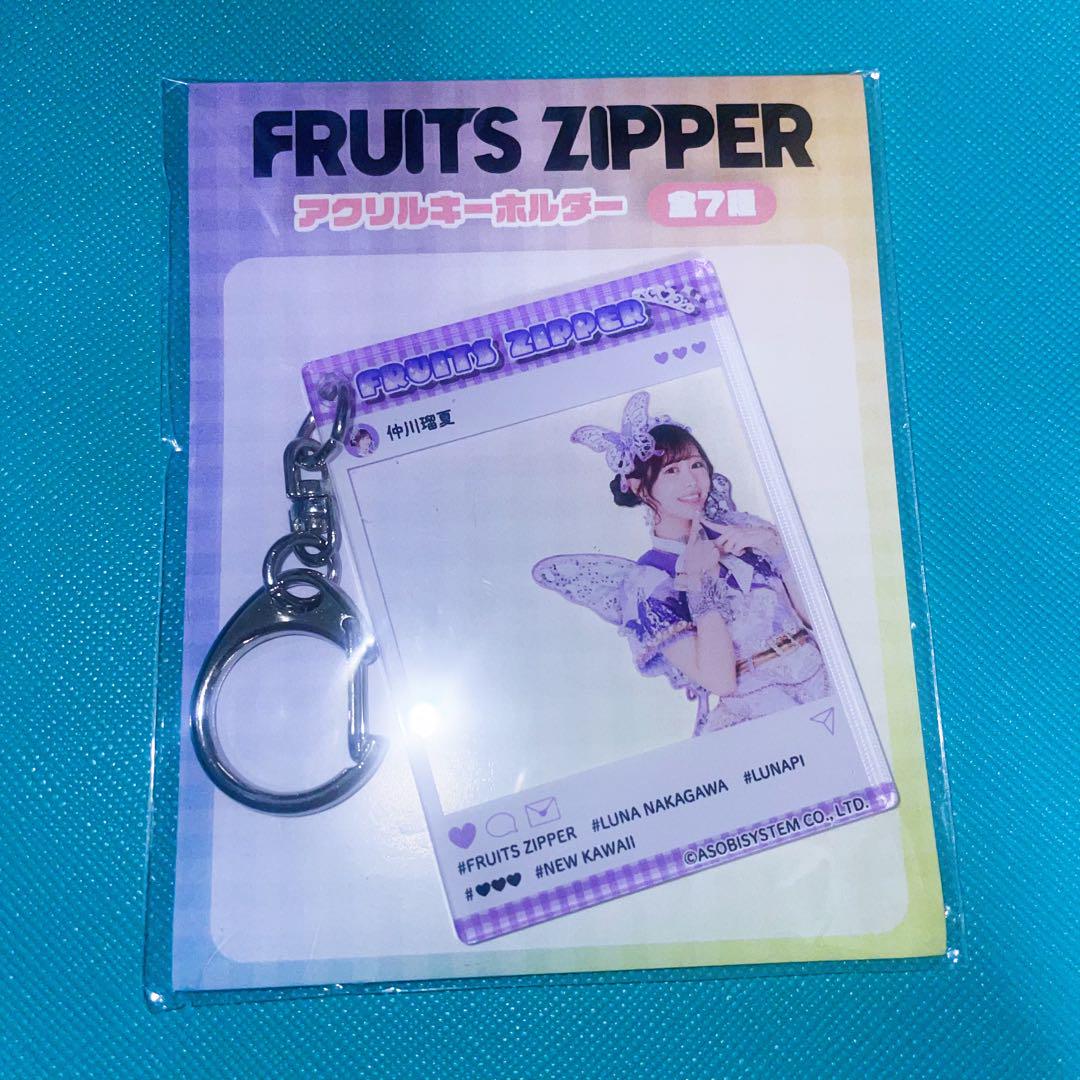 FRUITS ZIPPER
アクリルキーホルダー 全7種
FRUITS ZIPPER
仲川瑠夏
#FRUITS ZIPPER #LUNA NAKAGAWA #LUNAPI
#♥♥♥ #NEW KAWAII
©ASOBISYSTEM CO., LTD.